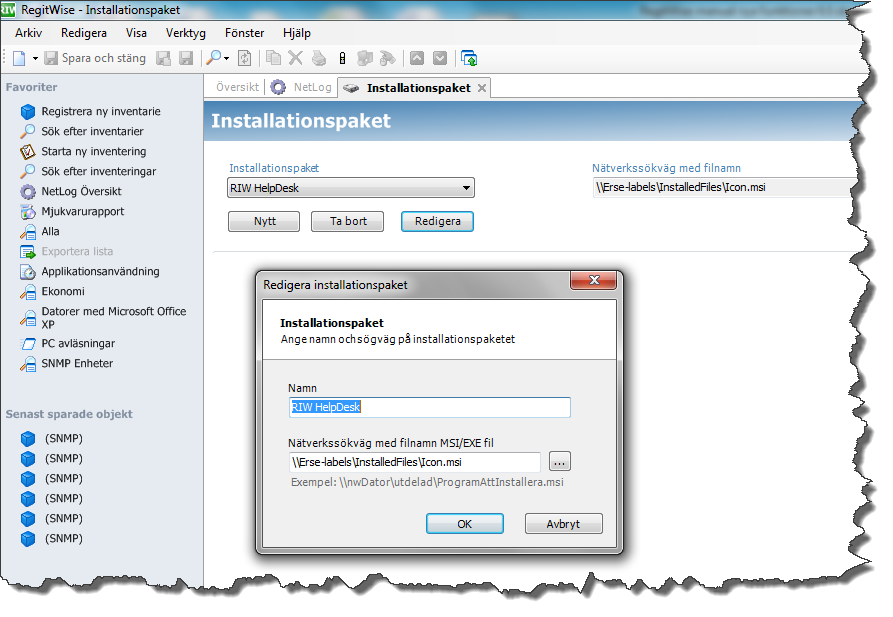 RIW RegitWise - Installationspaket
Arkiv Redigera Visa Verktyg Fönster Hjälp
Spara och stäng
Favoriter
Registrera ny inventarie
Sök efter inventarier
Starta ny inventering
Sök efter inventeringar
NetLog Översikt
Mjukvarurapport
Alla
Exportera lista
Applikationsanvändning
Ekonomi
Datorer med Microsoft Office
XP
PC avläsningar
SNMP Enheter
Senast sparade objekt
(SNMP)
(SNMP)
(SNMP)
(SNMP)
(SNMP)
(SNMP)
Översikt NetLog Installationspaket
Installationspaket
Installationspaket
RIW HelpDesk
Nytt Ta bort Redigera
Nätverkssökväg med filnamn
\\Erse-labels\InstalledFiles\Icon.msi
Redigera installationspaket
Installationspaket
Ange namn ochsögväg på installationspaketet
Namn
RIW HelpDesk
Nätverkssökväg med filnamn MSI/EXE fil
\\Erse-labels\InstalledFiles\Icon.msi
...
Exempel: \\nwDator\utdelad\ProgramAttInstallera.msi
OK Avbryt